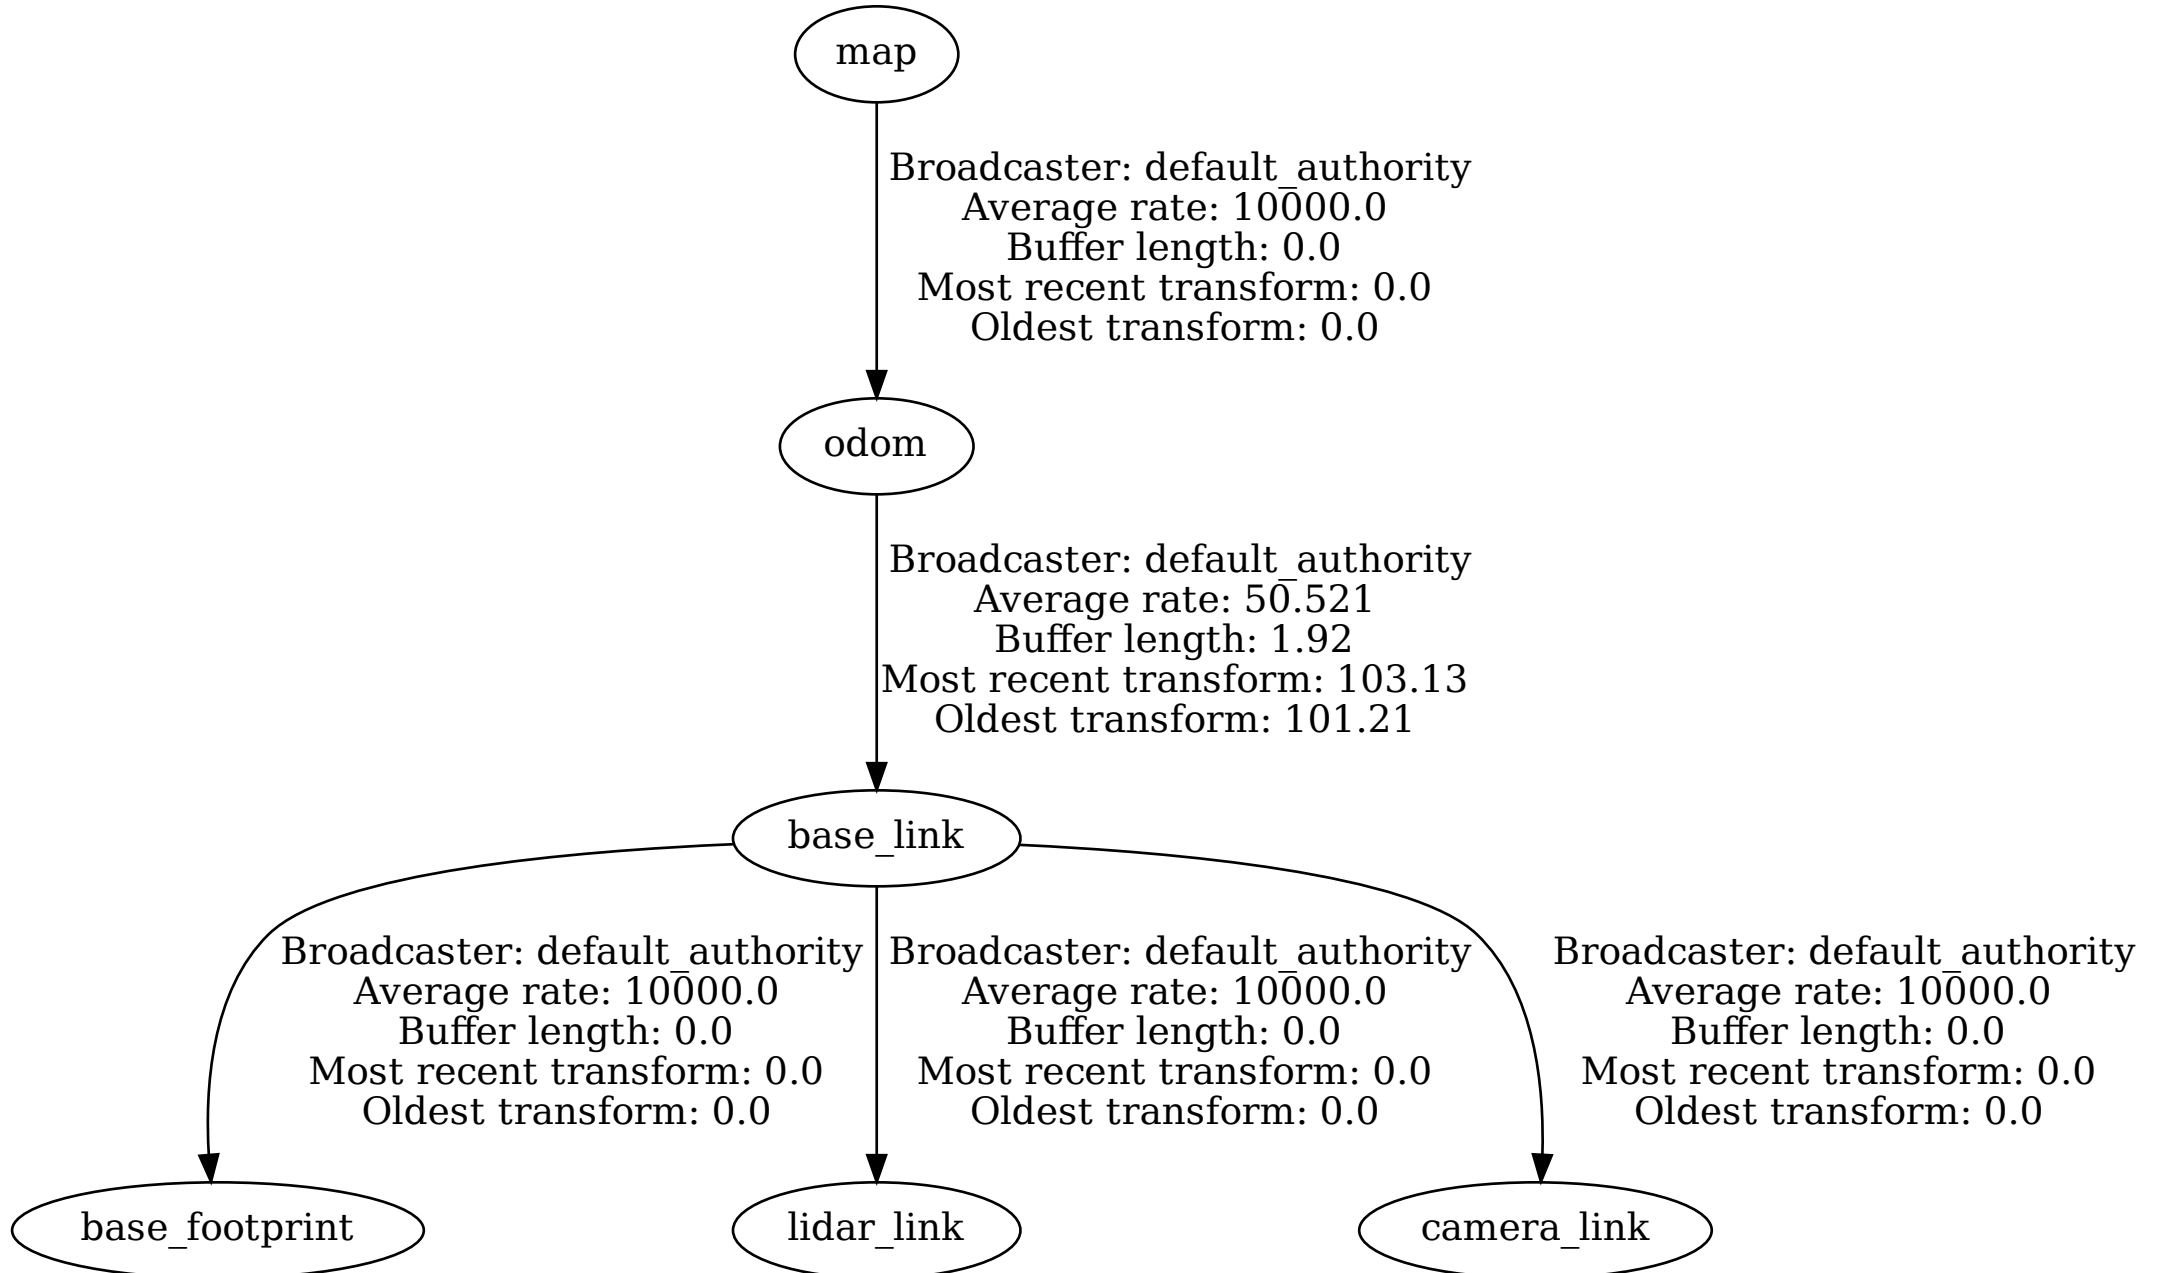 map
Broadcaster: default_authority
Average rate: 10000.0
Buffer length: 0.0
Most recent transform: 0.0
Oldest transform: 0.0
odom
Broadcaster: default_authority
Average rate: 50.521
Buffer length: 1.92
Most recent transform: 103.13
Oldest transform: 101.21
base_link
Broadcaster: default_authority
Average rate: 10000.0
Buffer length: 0.0
Most recent transform: 0.0
Oldest transform: 0.0
Broadcaster: default_authority
Average rate: 10000.0
Buffer length: 0.0
Most recent transform: 0.0
Oldest transform: 0.0
Broadcaster: default_authority
Average rate: 10000.0
Buffer length: 0.0
Most recent transform: 0.0
Oldest transform: 0.0
base_footprint
lidar_link
camera_link